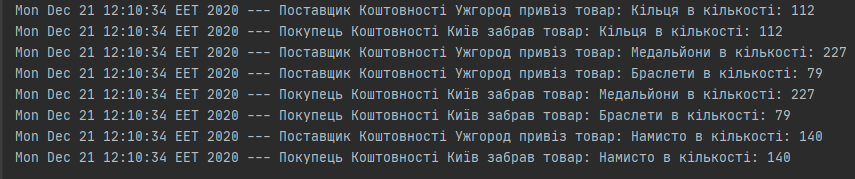 Mon Dec 21 12:10:34 EET 2020 --- Поставщик Коштовності Ужгород привіз товар: Кільця в кількості: 112
Mon Dec 21 12:10:34 EET 2020 --- Покупець Коштовності Київ забрав товар: Кільця в кількості: 112
Mon Dec 21 12:10:34 EET 2020 --- Поставщик Коштовності Ужгород привіз товар: Медальйони в кількості: 227
Mon Dec 21 12:10:34 EET 2020 --- Поставщик Коштовності Ужгород привіз товар: Браслети в кількості: 79
Mon Dec 21 12:10:34 EET 2020 --- Покупець Коштовності Київ забрав товар: Медальйони в кількості: 227
Mon Dec 21 12:10:34 EET 2020 --- Покупець Коштовності Київ забрав товар: Браслети в кількості: 79
Mon Dec 21 12:10:34 EET 2020 --- Поставщик Коштовності Ужгород привіз товар: Намисто в кількості: 140
Mon Dec 21 12:10:34 EET 2020 --- Покупець Коштовності Київ забрав товар: Намисто в кількості: 140